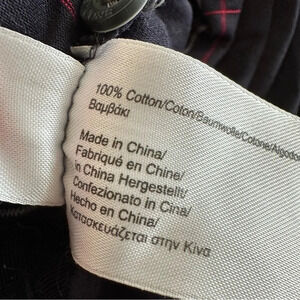 100% Cotton/Coton/Baumwolle/Cotone/Algodo
Βαμβάκι
Made in China/
Fabriqué en Chine/
in China Hergestellt/
Confezionato in Cina/
Hecho en China/
Κατασκευάζεται στην Κίνα